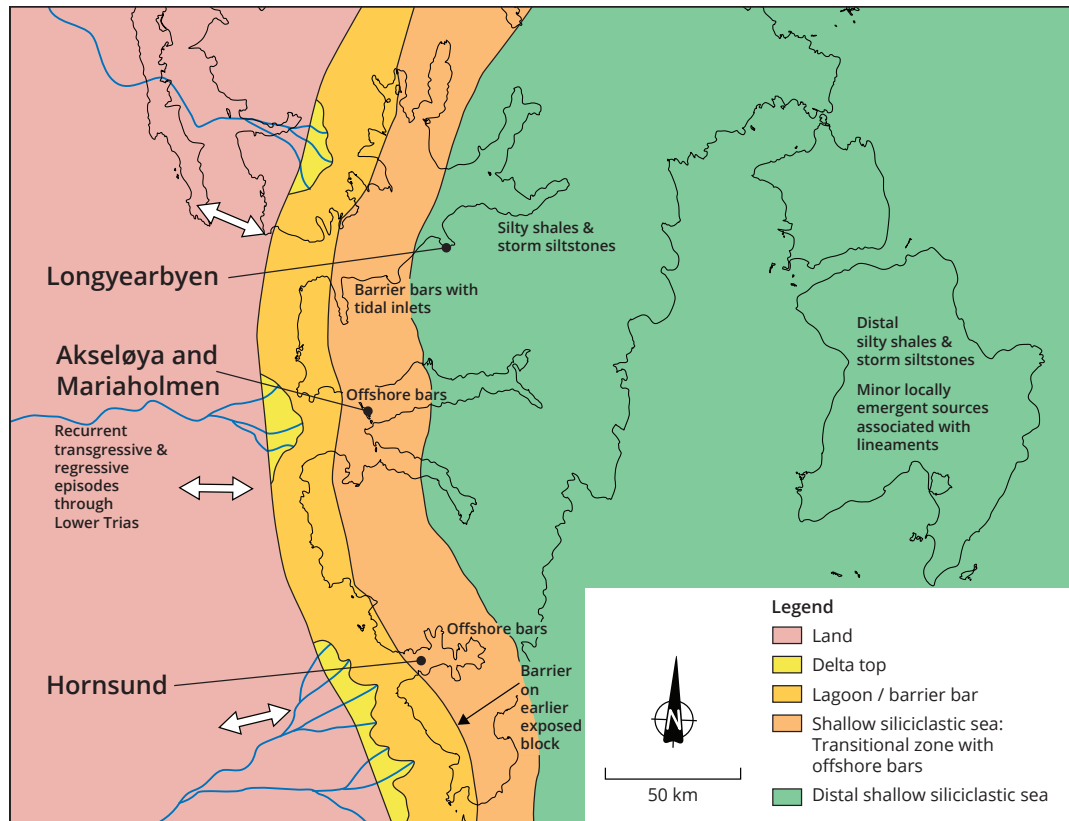 Silty shales &
storm siltstones
Longyearbyen
Barrier bars with
tidal inlets
Distal
silty shales &
storm siltstones
Minor locally
emergent sources
associated with
lineaments
Akseløya and
Mariaholmen
Offshore bars
Recurrent
transgressive &
regressive
episodes
through
Lower Trias
Offshore bars
Hornsund
Barrier
on
earlier
exposed
block
N
50 km
Legend
Land
Delta top
Lagoon / barrier bar
Shallow siliciclastic sea:
Transitional zone with
offshore bars
Distal shallow siliciclastic sea